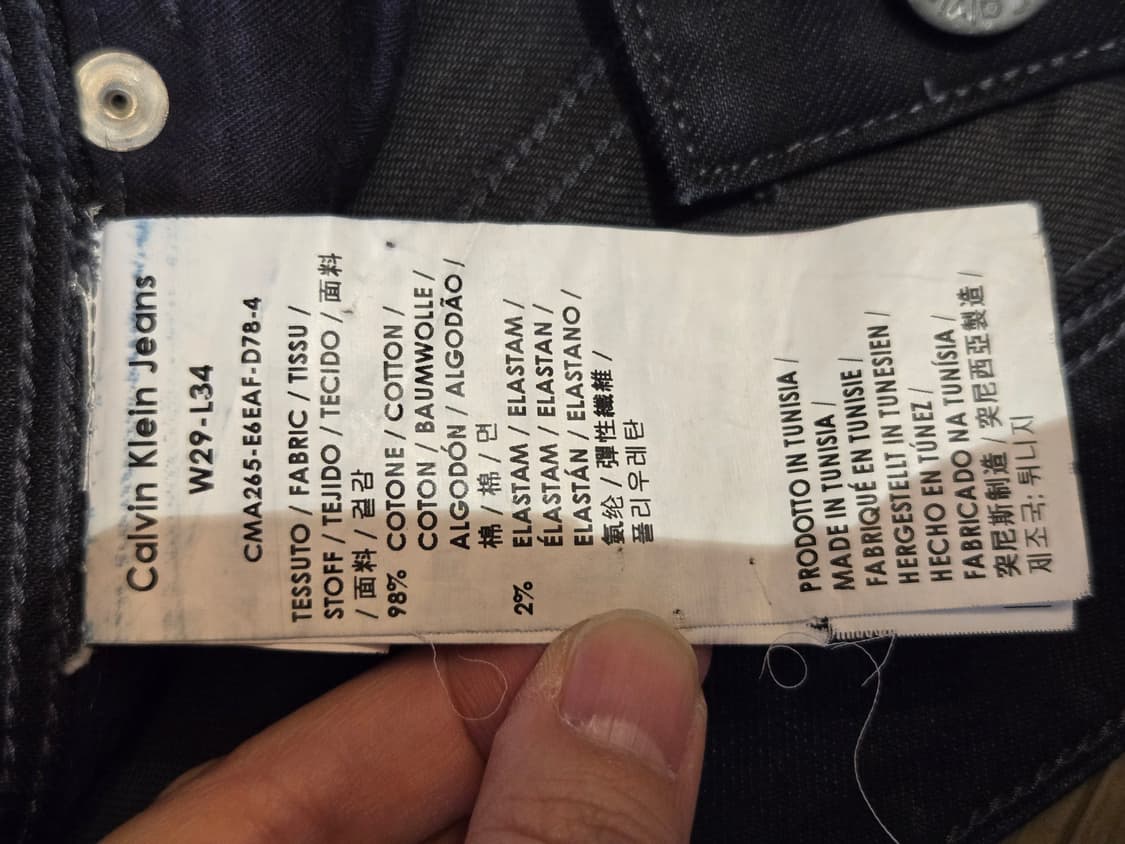 Calvin Klein Jeans
W29-L34
CMA265-E6EAF-D78-4
TESSUTO / FABRIC / TISSU /
STOFF / TEJIDO / TECIDO / 面料
/ 面料 / 겉감
98% COTONE / COTTON /
COTON / BAUMWOLLE /
ALGODÓN / ALGODÃO /
棉 / 棉 / 면
2% ELASTAM / ELASTAM /
ÉLASTAM / ELASTAN /
ELASTÁN / ELASTANO /
氨纶 / 彈性纖維 /
폴리우레탄
PRODOTTO IN TUNISIA /
MADE IN TUNISIA /
FABRIQUÉ EN TUNISIE /
HERGESTELLT IN TUNESIEN /
HECHO EN TÚNEZ /
FABRICADO NA TUNÍSIA /
突尼斯制造 / 突尼西亞製造 /
제조국: 튀니지